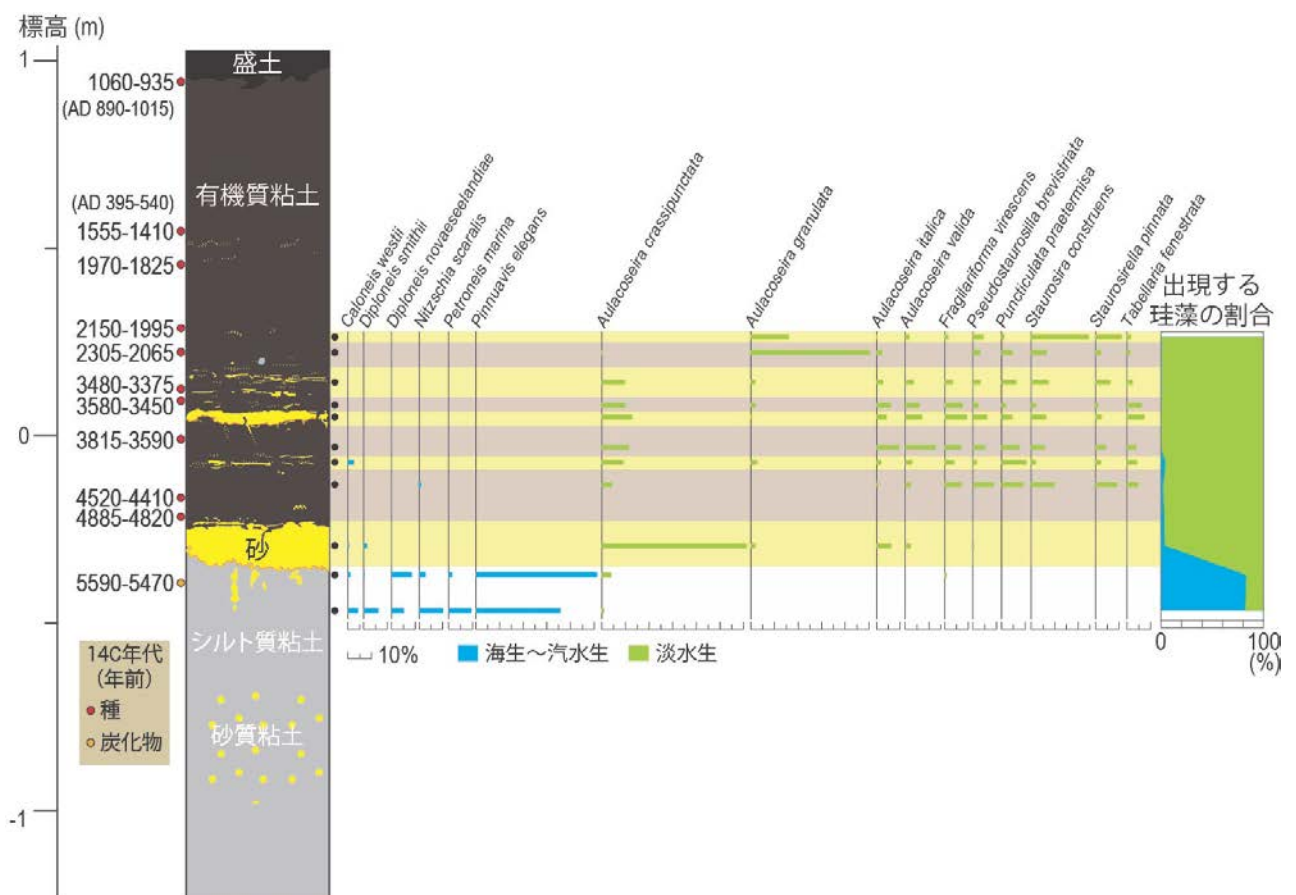 標高 (m)
1
盛土
1060-935
(AD 890-1015)
有機質粘土
(AD 395-540)
1555-1410
1970-1825
2150-1995
2305-2065
3480-3375
3580-3450
0
3815-3590
4520-4410
4885-4820
砂
5590-5470
シルト質粘土
14C年代
(年前)
種
炭化物
砂質粘土
-1
Caloneis westii
Diploneis smithii
Diploneis novaeseelandiae
Nitzschia scaralis
Petroneis marina
Pinnuavis elegans
Aulacoseira crassipunctata
Aulacoseira granulata
Aulacoseira italica
Aulacoseira valida
Fragilariforma virescens
Pseudostaurosilla brevistriata
Puncticulata praetermisa
Staurosira construens
Staurosirella pinnata
Tabellaria fenestrata
出現する
珪藻の割合
10%
海生〜汽水生
淡水生
0
100
(%)